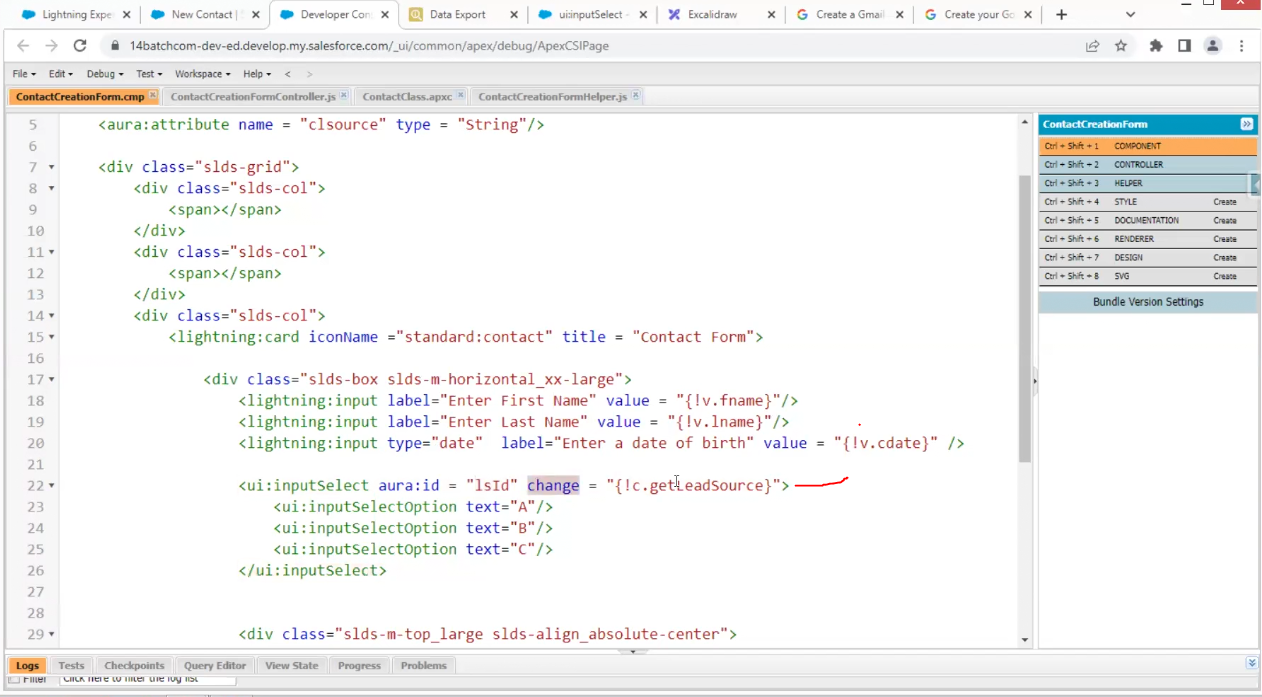 Lightning Expe
New Contact |
Developer Con
Data Export
ui:inputSelect -
Excalidraw
Create a Gmail
Create your Go
14batchcom-dev-ed.develop.my.salesforce.com/_ui/common/apex/debug/ApexCSIPage
File Edit Debug Test Workspace Help < >
ContactCreationForm.cmp ContactCreationFormController.js ContactClass.apxc ContactCreationFormHelper.js
5 <aura:attribute name = "clsource" type = "String"/>
6
7 <div class="slds-grid">
8 <div class="slds-col">
9 <span></span>
10 </div>
11 <div class="slds-col">
12 <span></span>
13 </div>
14 <div class="slds-col">
15 <lightning:card iconName ="standard:contact" title = "Contact Form">
16
17 <div class="slds-box slds-m-horizontal_xx-large">
18 <lightning:input label="Enter First Name" value = "{!v.fname}"/>
19 <lightning:input label="Enter Last Name" value = "{!v.lname}"/>
20 <lightning:input type="date" label="Enter a date of birth" value = "{!v.cdate}" />
21
22 <ui:inputSelect aura:id = "lsId" change = "{!c.getLeadSource}">
23 <ui:inputSelectOption text="A"/>
24 <ui:inputSelectOption text="B"/>
25 <ui:inputSelectOption text="C"/>
26 </ui:inputSelect>
27
28
29 <div class="slds-m-top_large slds-align_absolute-center">
ContactCreationForm
Ctrl + Shift + 1 COMPONENT
Ctrl + Shift + 2 CONTROLLER
Ctrl + Shift + 3 HELPER
Ctrl + Shift + 4 STYLE Create
Ctrl + Shift + 5 DOCUMENTATION Create
Ctrl + Shift + 6 RENDERER Create
Ctrl + Shift + 7 DESIGN Create
Ctrl + Shift + 8 SVG Create
Bundle Version Settings
Logs Tests Checkpoints Query Editor View State Progress Problems
Filter Click here to filter the log list